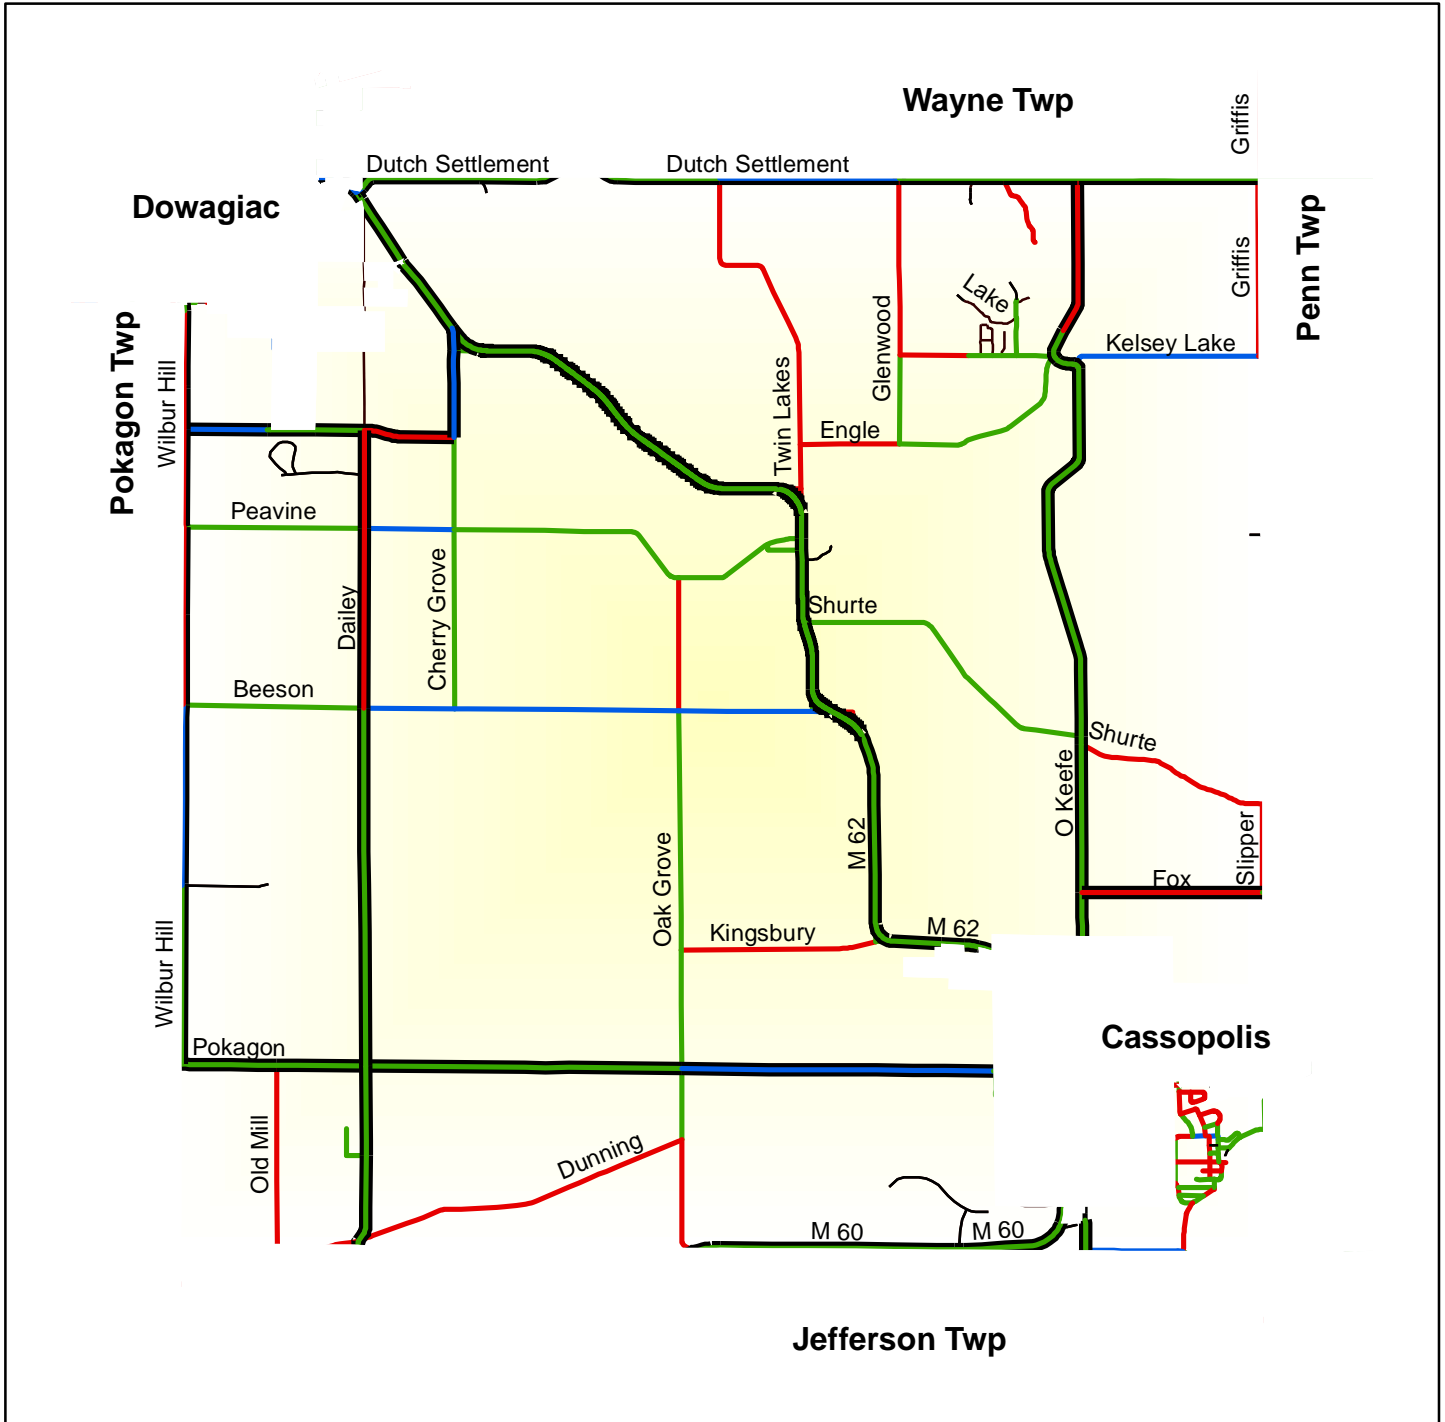 Wayne Twp
Griffis
Dutch Settlement
Dutch Settlement
Dowagiac
Penn Twp
Griffis
Lake
Glenwood
Kelsey Lake
Pokagon Twp
Wilbur Hill
Twin Lakes
Engle
Peavine
Cherry Grove
Dailey
Shurte
Beeson
Shurte
O Keefe
M 62
Slipper
Oak Grove
Fox
Wilbur Hill
Kingsbury
M 62
Pokagon
Cassopolis
Old Mill
Dunning
M 60
M 60
Jefferson Twp